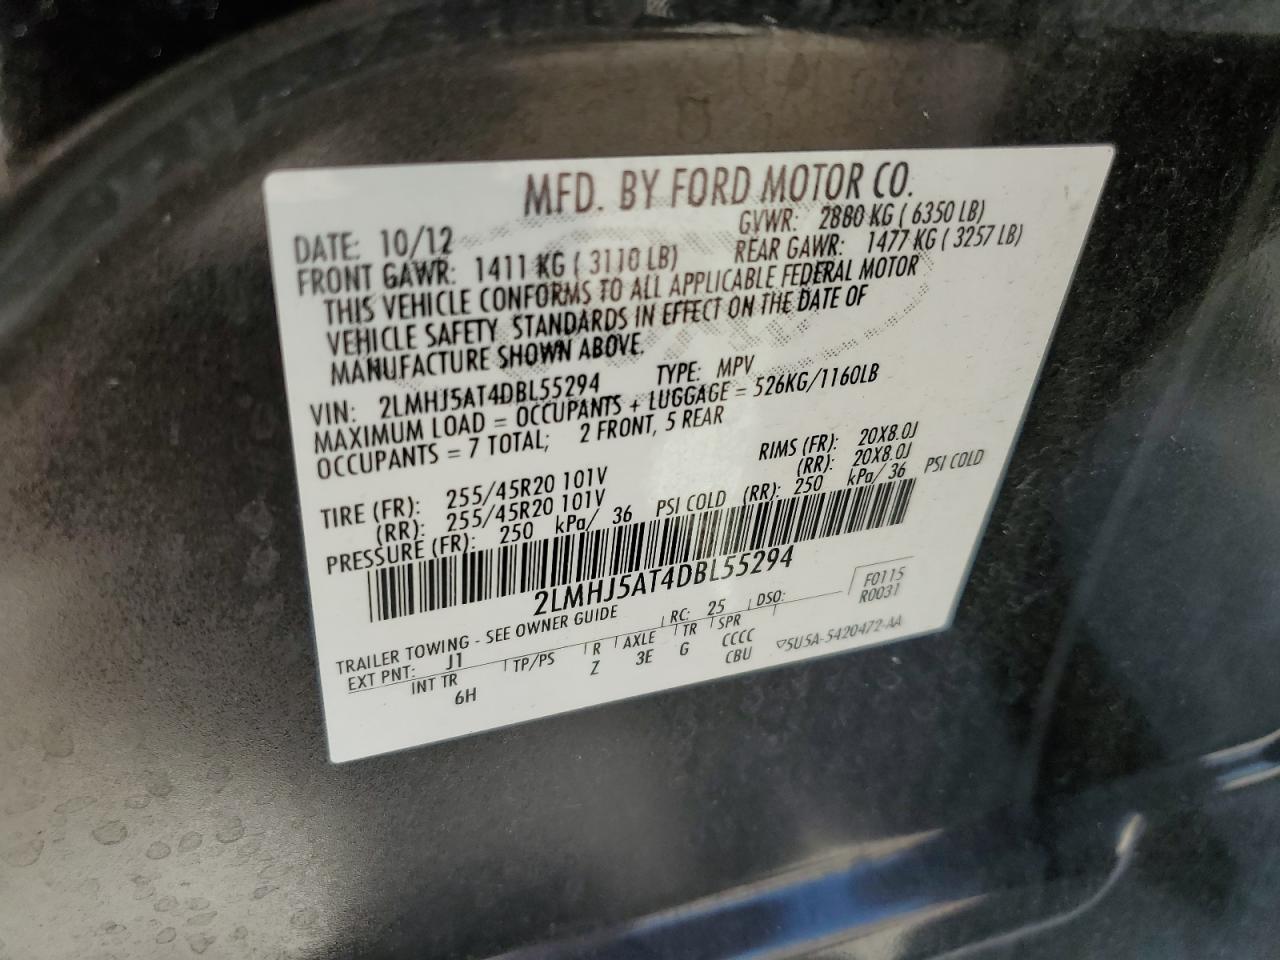 MFD. BY FORD MOTOR CO.
DATE: 10/12 GVWR: 2880 KG ( 6350 LB)
FRONT GAWR: 1411 KG ( 3110 LB) REAR GAWR: 1477 KG ( 3257 LB)
THIS VEHICLE CONFORMS TO ALL APPLICABLE FEDERAL MOTOR
VEHICLE SAFETY STANDARDS IN EFFECT ON THE DATE OF
MANUFACTURE SHOWN ABOVE.
VIN: 2LMHJ5AT4DBL55294 TYPE: MPV
MAXIMUM LOAD = OCCUPANTS + LUGGAGE = 526KG/1160LB
OCCUPANTS = 7 TOTAL; 2 FRONT, 5 REAR
TIRE (FR): 255/45R20 101V RIMS (FR): 20X8.0J
(RR): 255/45R20 101V (RR): 20X8.0J
PRESSURE (FR): 250 kPa/ 36 PSI COLD (RR): 250 kPa/ 36 PSI COLD
2LMHJ5AT4DBL55294
F0115
R0031
TRAILER TOWING - SEE OWNER GUIDE
EXT PNT: J1 RC: 25 DSO:
INT TR TP/PS R AXLE TR SPR
6H Z 3E G CCCC
CBU
▽5U5A-5420472-AA